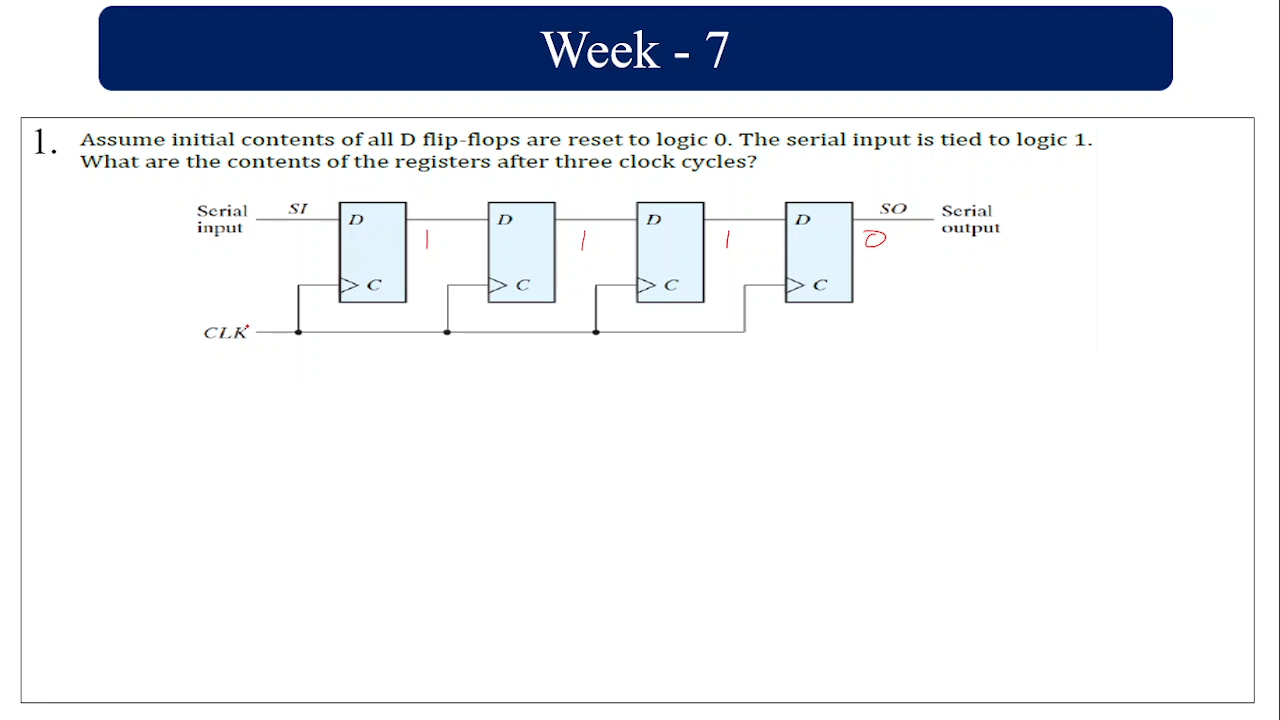 Week - 7
1. Assume initial contents of all D flip-flops are reset to logic 0. The serial input is tied to logic 1.
What are the contents of the registers after three clock cycles?
Serial input SI D D D D SO Serial output
1 1 1 0
C C C C
CLK